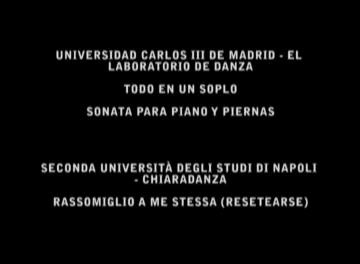 UNIVERSIDAD CARLOS III DE MADRID - EL
LABORATORIO DE DANZA
TODO EN UN SOPLO
SONATA PARA PIANO Y PIERNAS
SECONDA UNIVERSITÀ DEGLI STUDI DI NAPOLI
- CHIARADANZA
RASSOMIGLIO A ME STESSA (RESETEARSE)